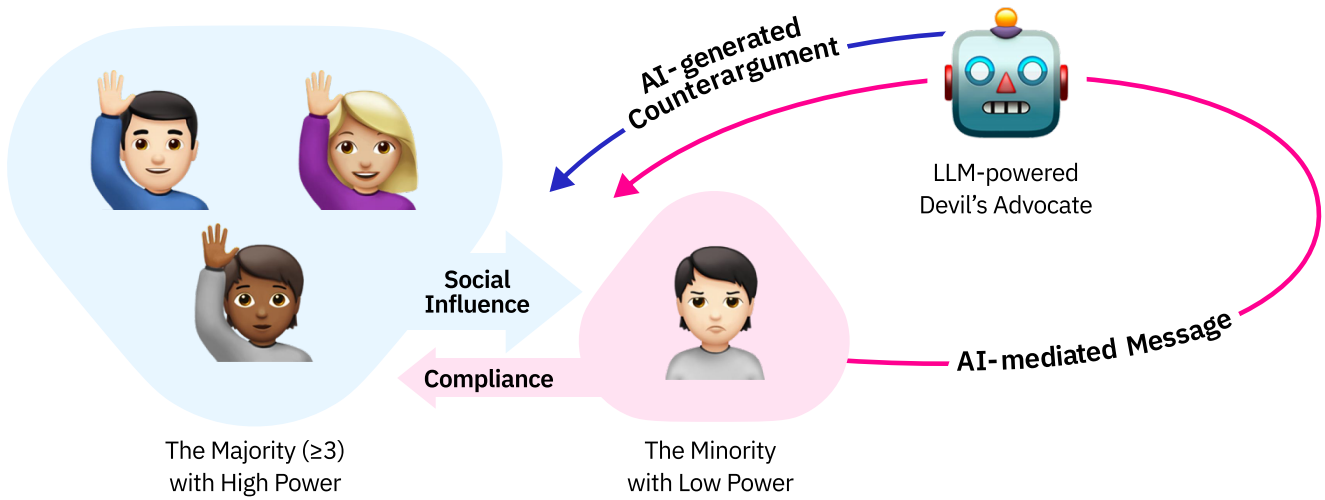 AI-generated
Counterargument
LLM-powered
Devil’s Advocate
Social
Influence
Compliance
AI-mediated Message
The Majority (≥3)
with High Power
The Minority
with Low Power